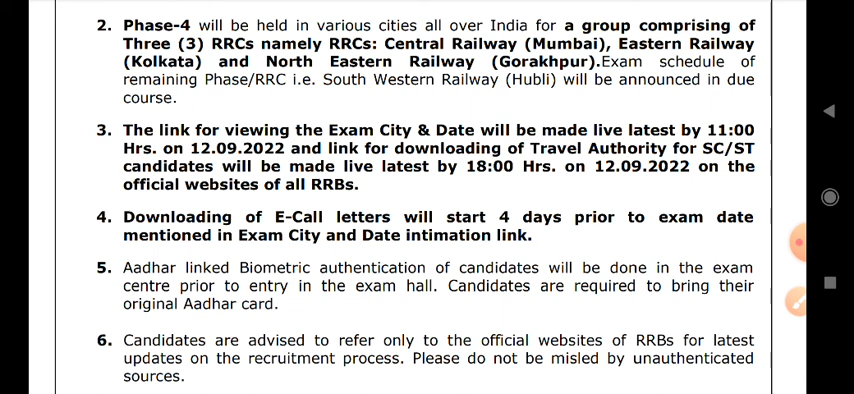 2. Phase-4 will be held in various cities all over India for a group comprising of
Three (3) RRCs namely RRCs: Central Railway (Mumbai), Eastern Railway
(Kolkata) and North Eastern Railway (Gorakhpur).Exam schedule of
remaining Phase/RRC i.e. South Western Railway (Hubli) will be announced in due
course.
3. The link for viewing the Exam City & Date will be made live latest by 11:00
Hrs. on 12.09.2022 and link for downloading of Travel Authority for SC/ST
candidates will be made live latest by 18:00 Hrs. on 12.09.2022 on the
official websites of all RRBs.
4. Downloading of E-Call letters will start 4 days prior to exam date
mentioned in Exam City and Date intimation link.
5. Aadhar linked Biometric authentication of candidates will be done in the exam
centre prior to entry in the exam hall. Candidates are required to bring their
original Aadhar card.
6. Candidates are advised to refer only to the official websites of RRBs for latest
updates on the recruitment process. Please do not be misled by unauthenticated
sources.